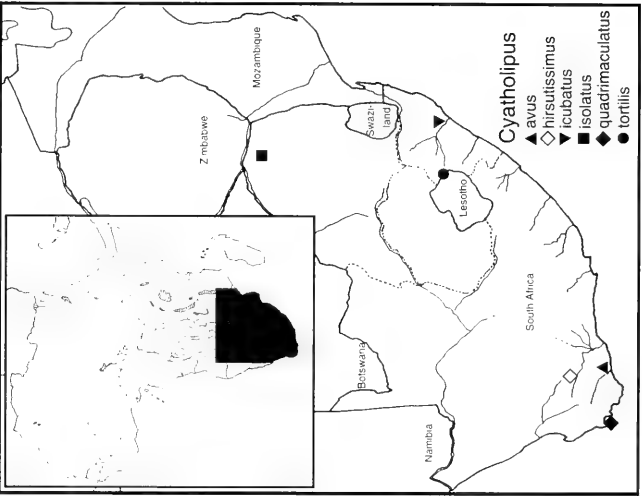 Mozambique
Zimbabwe
Swazi-
land
Lesotho
South Africa
Botswana
Namibia
Cyatholipus
▲ avus
◇ hirsutissimus
▼ icubatus
■ isolatus
◆ quadrimaculatus
● tortilis